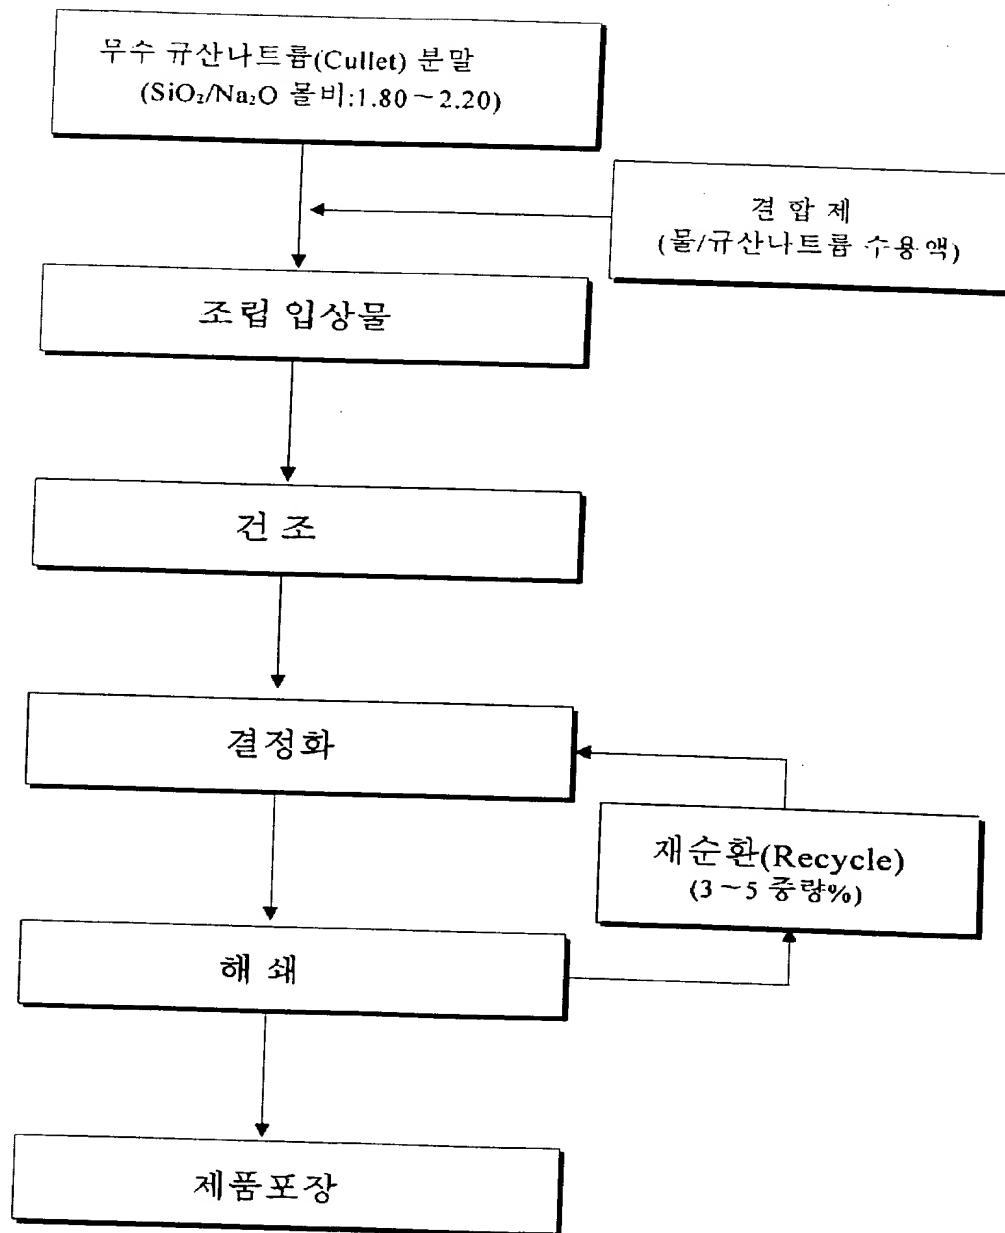 무수 규산나트륨(Cullet) 분말
(SiO₂/Na₂O 몰비:1.80~2.20)
결 합 제
(물/규산나트륨 수용액)
조립 입상물
건 조
결정화
재순환(Recycle)
(3~5 중량%)
해 쇄
제품포장